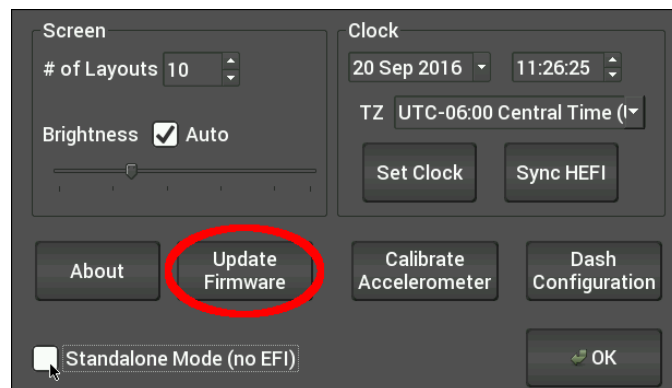 Screen
# of Layouts 10
Brightness Auto
Clock
20 Sep 2016 11:26:25
TZ UTC-06:00 Central Time (
Set Clock Sync HEFI
About
Update
Firmware
Calibrate
Accelerometer
Dash
Configuration
Standalone Mode (no EFI)
OK